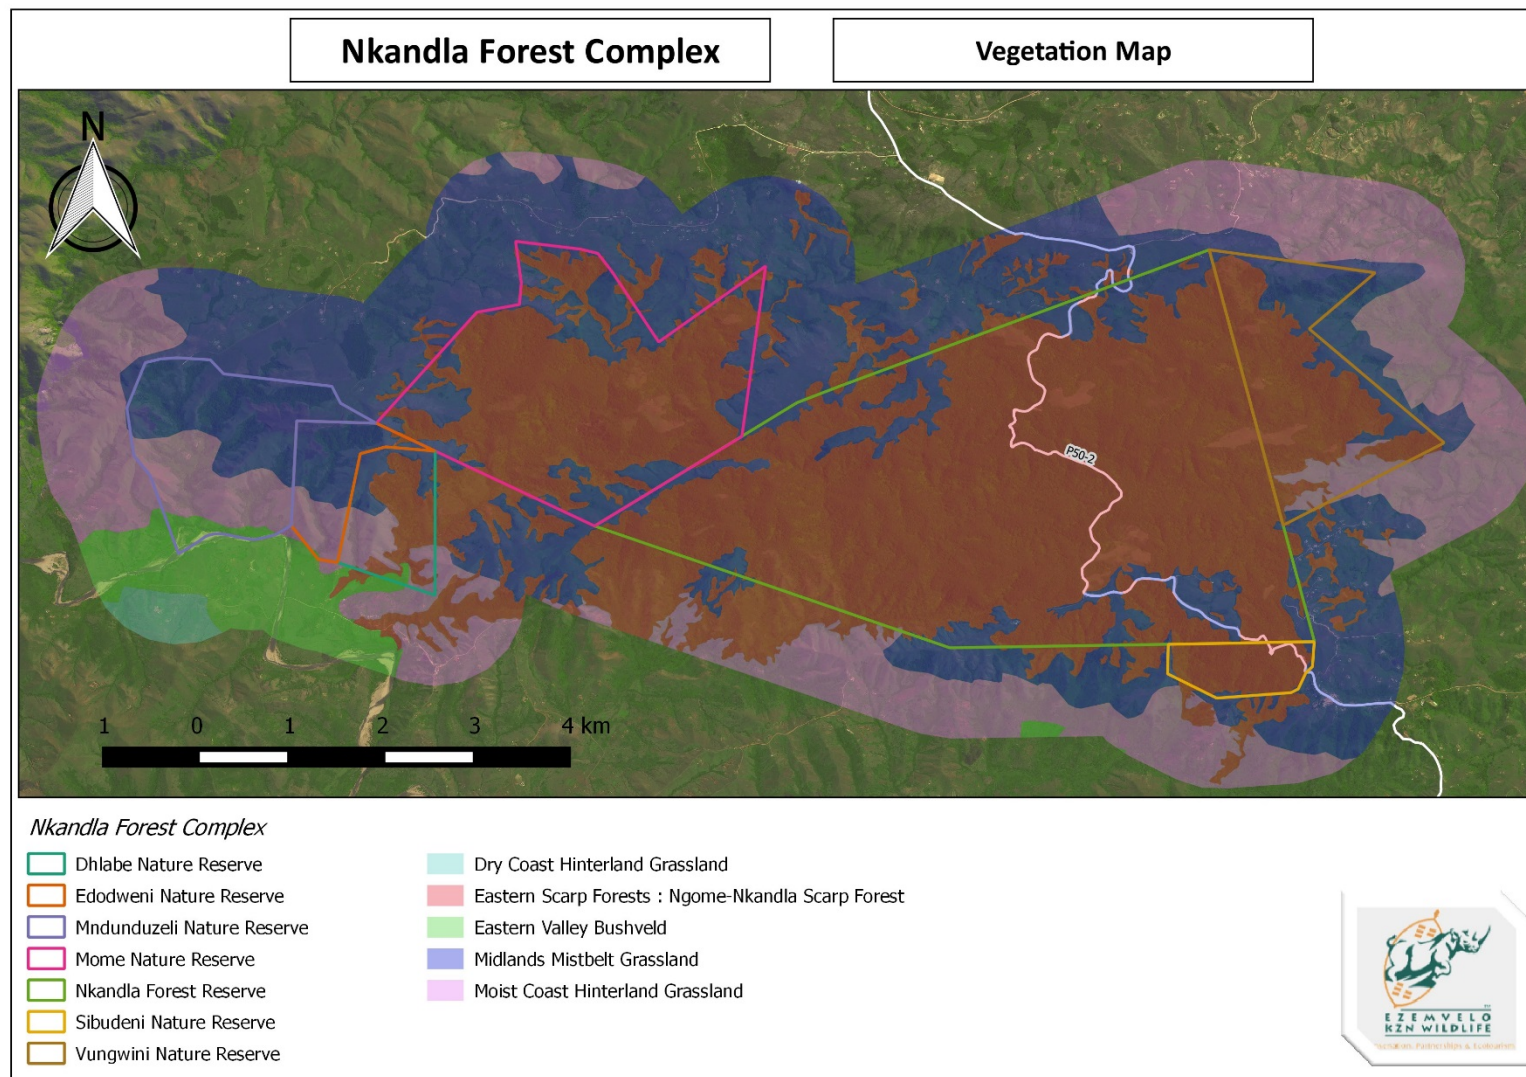 Nkandla Forest Complex
Vegetation Map
N
P50-2
1 0 1 2 3 4 km
Nkandla Forest Complex
Dhlabe Nature Reserve
Edodweni Nature Reserve
Mndunduzeli Nature Reserve
Mome Nature Reserve
Nkandla Forest Reserve
Sibudeni Nature Reserve
Vungwini Nature Reserve
Dry Coast Hinterland Grassland
Eastern Scarp Forests : Ngome-Nkandla Scarp Forest
Eastern Valley Bushveld
Midlands Mistbelt Grassland
Moist Coast Hinterland Grassland
EZEMVELO
KZN WILDLIFE
Partnerships &